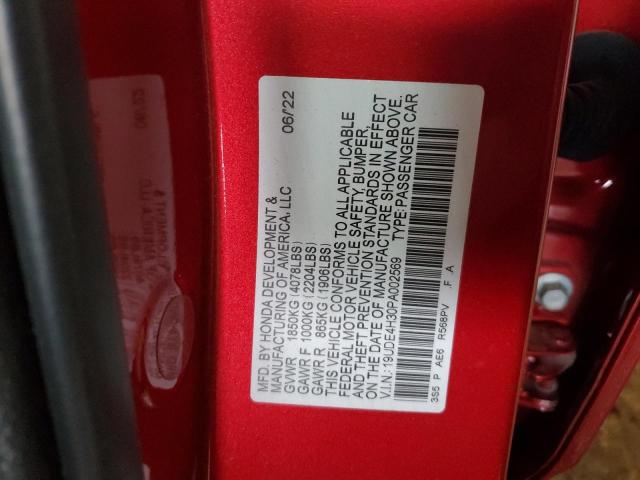 MFD. BY HONDA DEVELOPMENT & 06/22
MANUFACTURING OF AMERICA, LLC
GVWR 1850KG (4078LBS)
GAWR F 1000KG (2204LBS)
GAWR R 865KG (1906LBS)
THIS VEHICLE CONFORMS TO ALL APPLICABLE
FEDERAL MOTOR VEHICLE SAFETY, BUMPER,
AND THEFT PREVENTION STANDARDS IN EFFECT
ON THE DATE OF MANUFACTURE SHOWN ABOVE.
V.I.N.:19UDE4H30PA002569 TYPE:PASSENGER CAR
3S5 P AE6 R568PV .F A